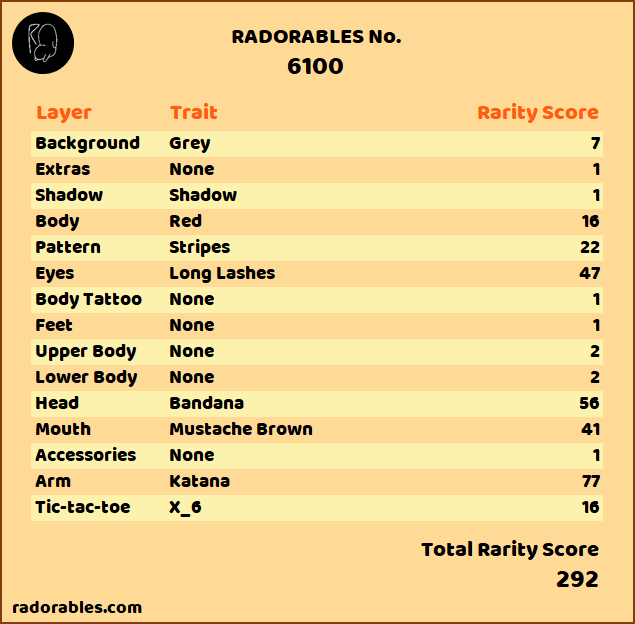 RADORABLES No.
6100
Layer Trait Rarity Score
Background Grey 7
Extras None 1
Shadow Shadow 1
Body Red 16
Pattern Stripes 22
Eyes Long Lashes 47
Body Tattoo None 1
Feet None 1
Upper Body None 2
Lower Body None 2
Head Bandana 56
Mouth Mustache Brown 41
Accessories None 1
Arm Katana 77
Tic-tac-toe X_6 16
Total Rarity Score
292
radorables.com